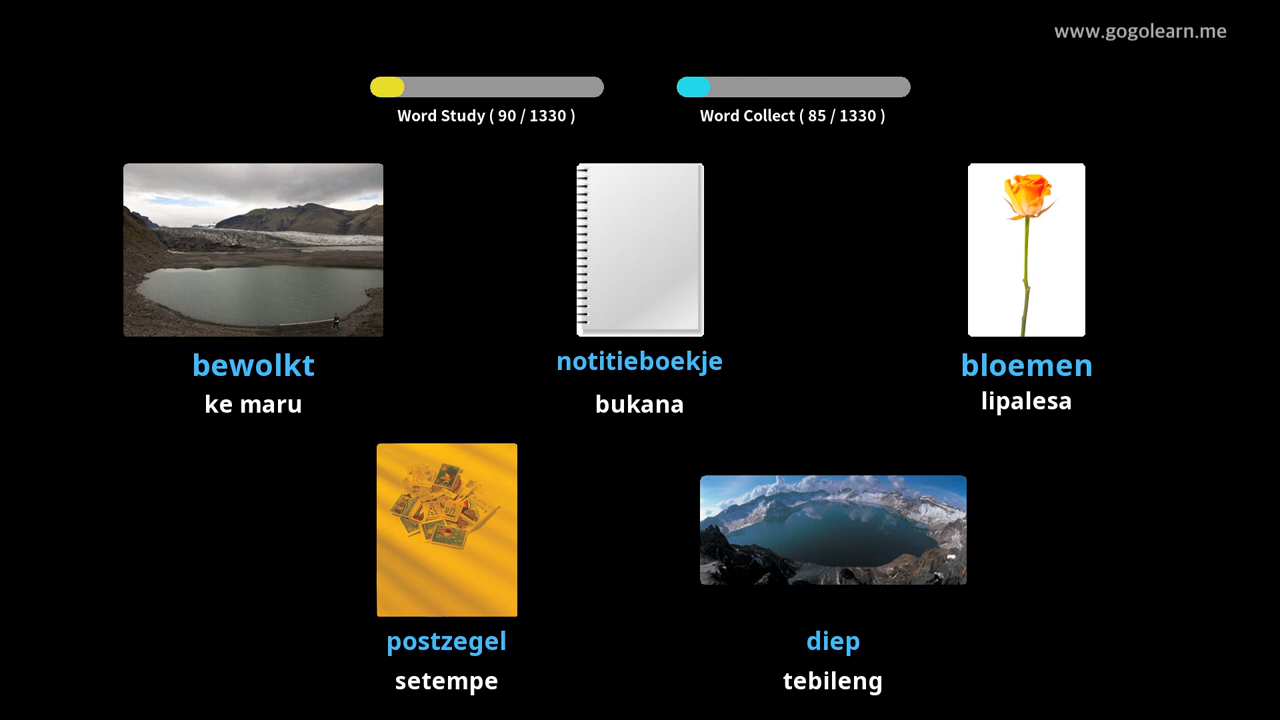 www.gogolearn.me
Word Study ( 90 / 1330 )
Word Collect ( 85 / 1330 )
bewolkt
ke maru
notitieboekje
bukana
bloemen
lipalesa
postzegel
setempe
diep
tebileng